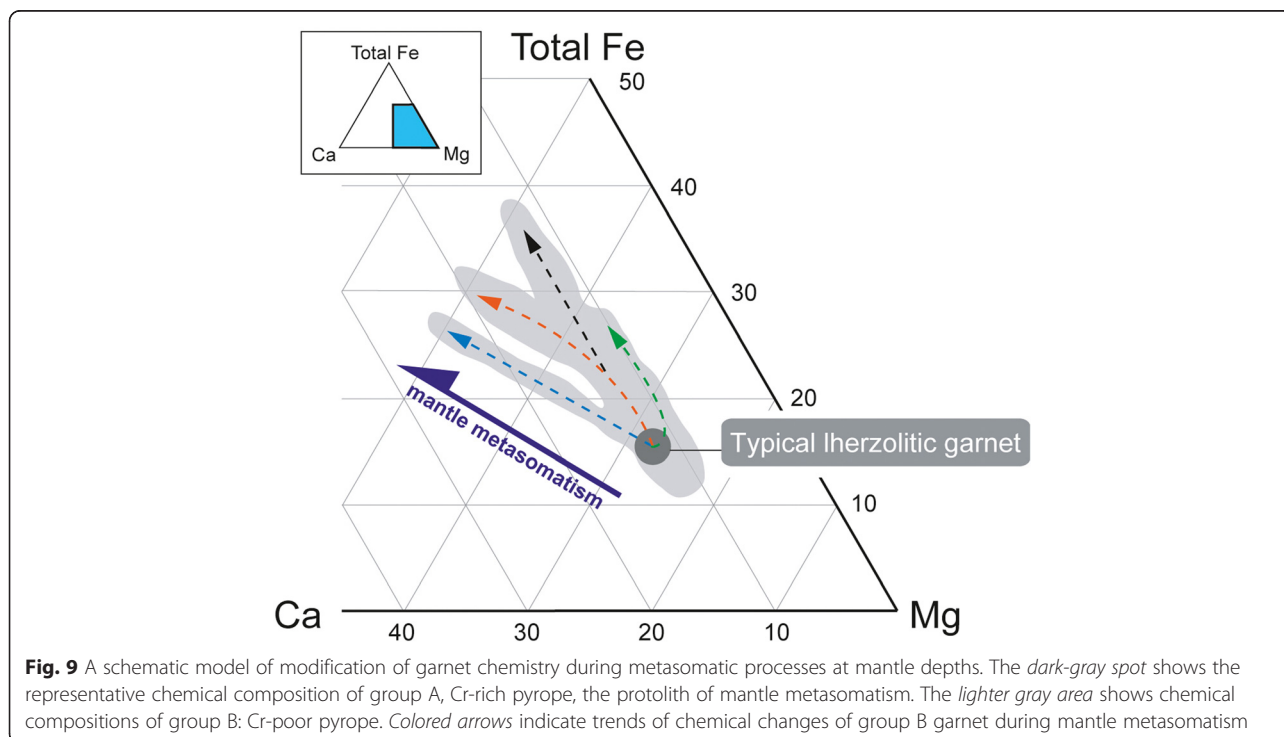 Total Fe
Ca
Mg
Total Fe
50
40
30
20
10
mantle metasomatism
Typical lherzolitic garnet
Ca
Mg
40
30
20
10
Fig. 9 A schematic model of modification of garnet chemistry during metasomatic processes at mantle depths. The dark-gray spot shows the
representative chemical composition of group A, Cr-rich pyrope, the protolith of mantle metasomatism. The lighter gray area shows chemical
compositions of group B: Cr-poor pyrope. Colored arrows indicate trends of chemical changes of group B garnet during mantle metasomatism